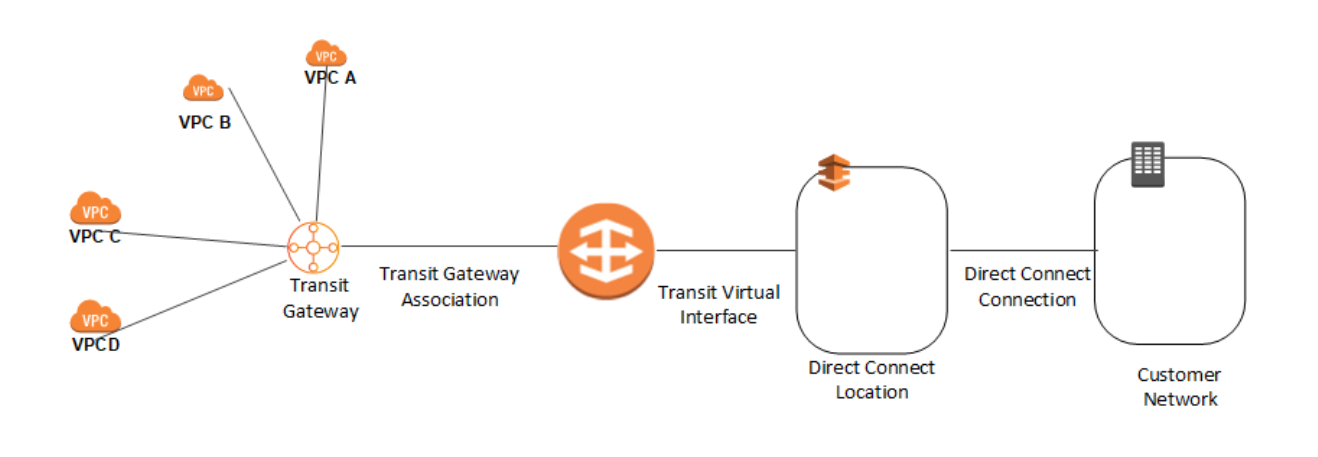 VPC
VPC A
VPC
VPC B
VPC
VPC C
VPC
VPCD
Transit
Gateway
Transit Gateway
Association
Transit Virtual
Interface
Direct Connect
Location
Direct Connect
Connection
Customer
Network